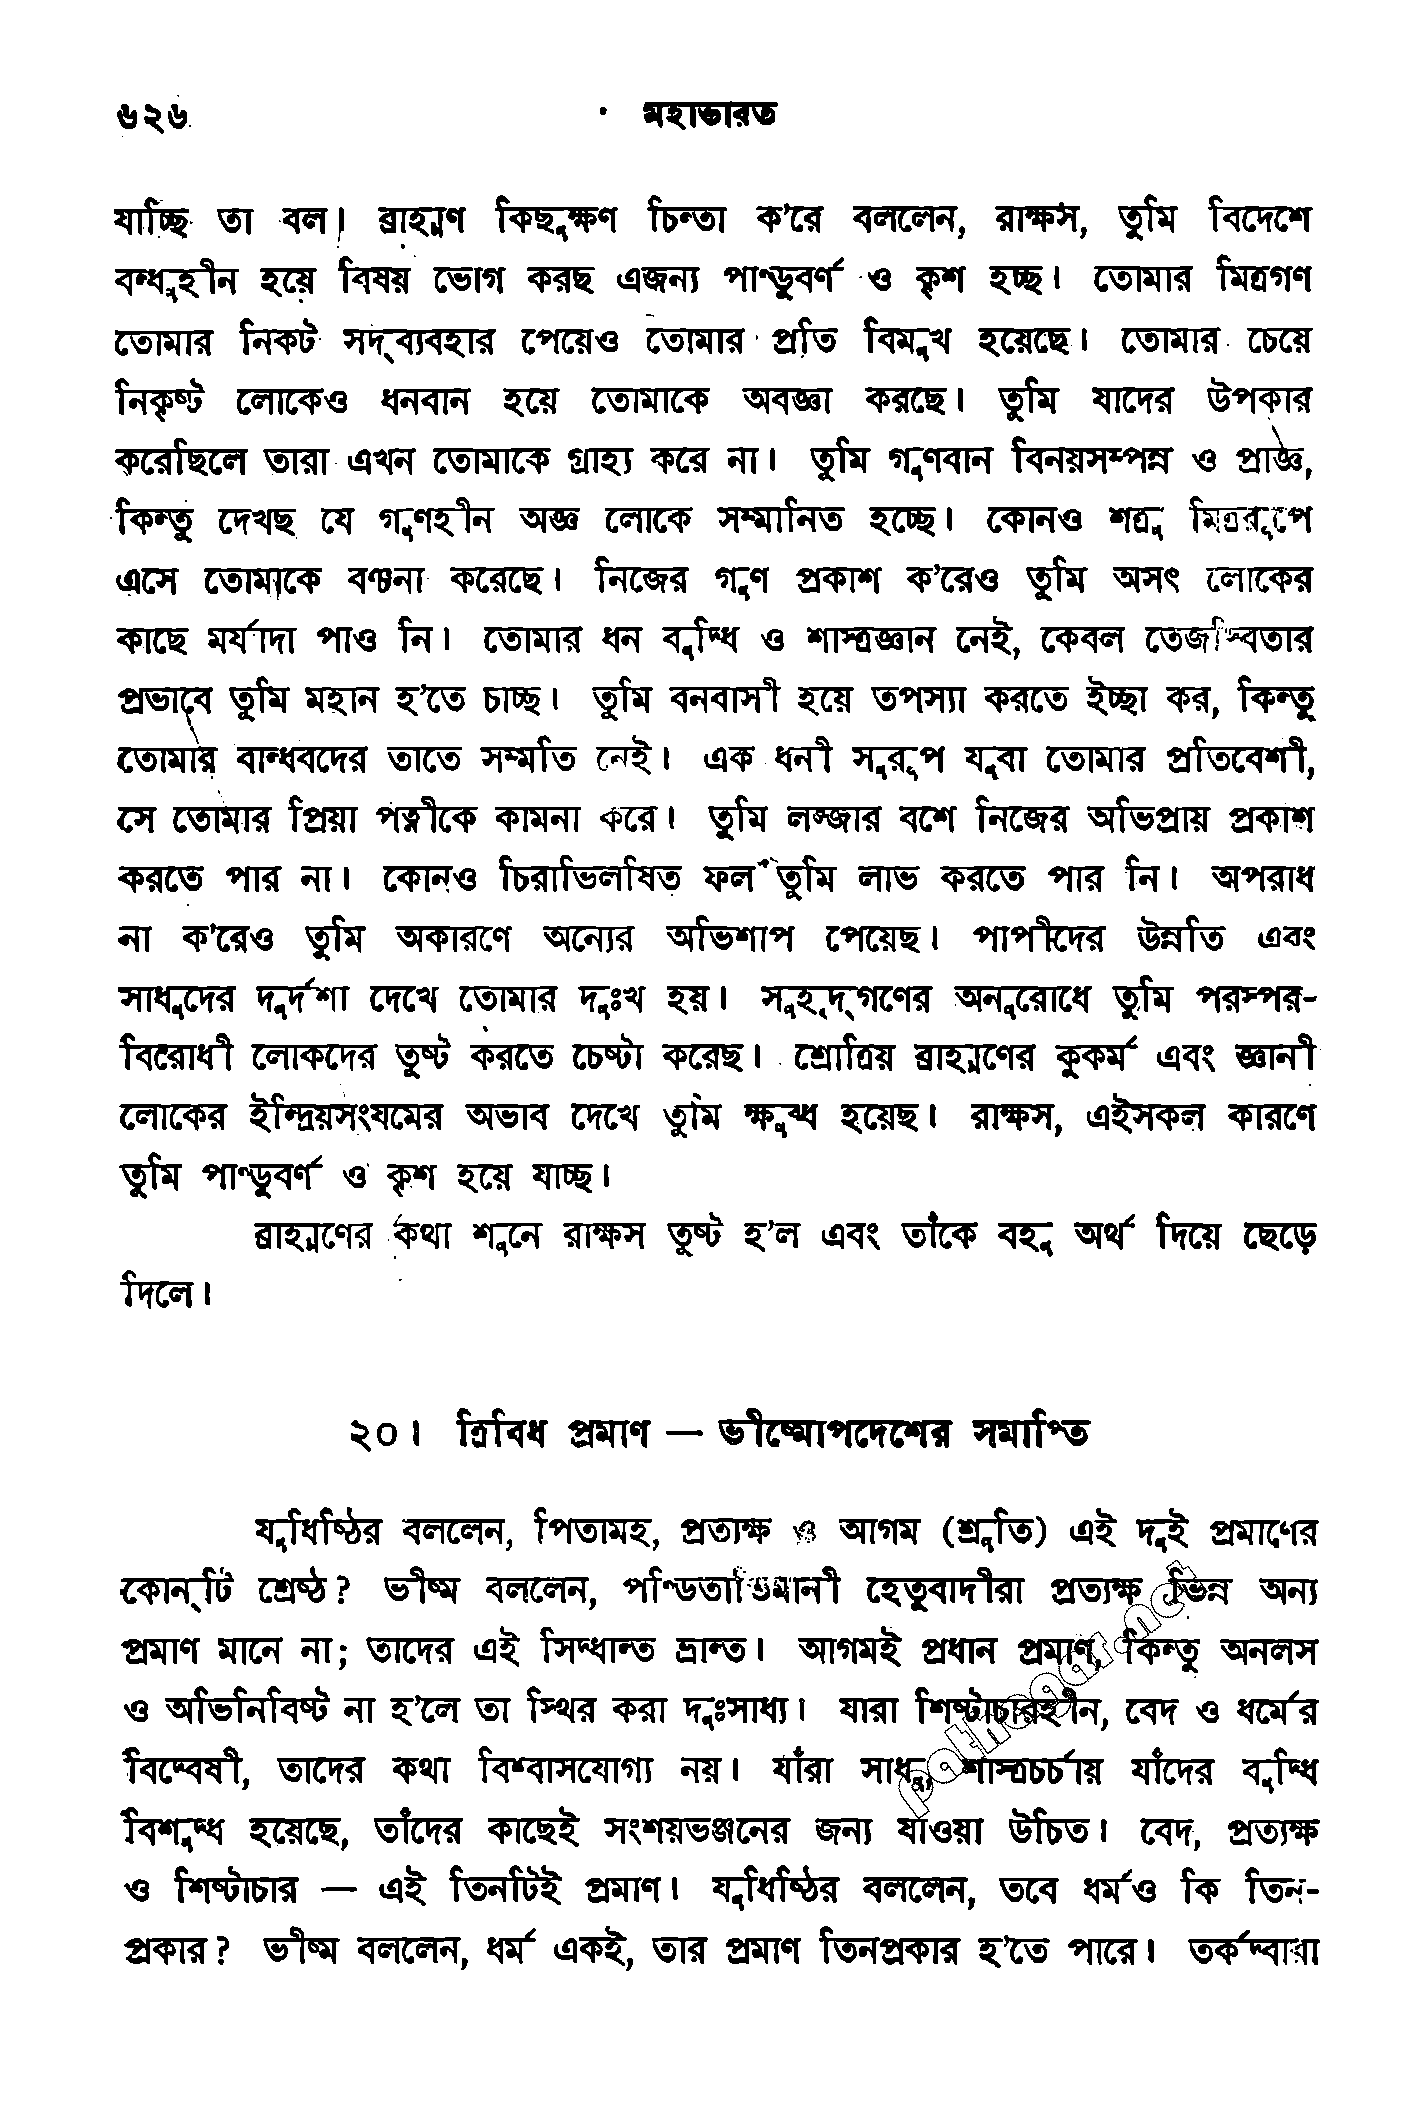 ৬২৬ মহাভারত
যাচ্ছি তা বল। ব্রাহ্মণ কিছুক্ষণ চিন্তা ক'রে বললেন, রাক্ষস, তুমি বিদেশে
বন্ধুহীন হয়ে বিষয় ভোগ করছ এজন্য পাণ্ডুবর্ণ ও কৃশ হচ্ছ। তোমার মিত্রগণ
তোমার নিকট সদ্‌ব্যবহার পেয়েও তোমার প্রতি বিমুখ হয়েছে। তোমার চেয়ে
নিকৃষ্ট লোকেও ধনবান হয়ে তোমাকে অবজ্ঞা করছে। তুমি যাদের উপকার
করেছিলে তারা এখন তোমাকে গ্রাহ্য করে না। তুমি গুণবান বিনয়সম্পন্ন ও প্রাজ্ঞ,
কিন্তু দেখছ যে গুণহীন অজ্ঞ লোকে সম্মানিত হচ্ছে। কোনও শত্রু মিত্ররূপে
এসে তোমাকে বঞ্চনা করেছে। নিজের গুণ প্রকাশ ক'রেও তুমি অসৎ লোকের
কাছে মর্যাদা পাও নি। তোমার ধন বুদ্ধি ও শাস্ত্রজ্ঞান নেই, কেবল তেজস্বিতার
প্রভাবে তুমি মহান হ'তে চাচ্ছ। তুমি বনবাসী হয়ে তপস্যা করতে ইচ্ছা কর, কিন্তু
তোমার বান্ধবদের তাতে সম্মতি নেই। এক ধনী সুরূপ যুবা তোমার প্রতিবেশী,
সে তোমার প্রিয়া পত্নীকে কামনা করে। তুমি লজ্জার বশে নিজের অভিপ্রায় প্রকাশ
করতে পার না। কোনও চিরাভিলষিত ফল তুমি লাভ করতে পার নি। অপরাধ
না ক'রেও তুমি অকারণে অন্যের অভিশাপ পেয়েছ। পাপীদের উন্নতি এবং
সাধুদের দুর্দশা দেখে তোমার দুঃখ হয়। সুহৃদ্‌গণের অনুরোধে তুমি পরস্পর-
বিরোধী লোকদের তুষ্ট করতে চেষ্টা করেছ। শ্রোত্রিয় ব্রাহ্মণের কুকর্ম এবং জ্ঞানী
লোকের ইন্দ্রিয়সংযমের অভাব দেখে তুমি ক্ষুব্ধ হয়েছ। রাক্ষস, এইসকল কারণে
তুমি পাণ্ডুবর্ণ ও কৃশ হয়ে যাচ্ছ।
ব্রাহ্মণের কথা শুনে রাক্ষস তুষ্ট হ'ল এবং তাঁকে বহু অর্থ দিয়ে ছেড়ে
দিলে।
২০। ত্রিবিধ প্রমাণ — ভীষ্মোপদেশের সমাপ্তি
যুধিষ্ঠির বললেন, পিতামহ, প্রত্যক্ষ ও আগম (শ্রুতি) এই দুই প্রমাণের
কোন্‌টি শ্রেষ্ঠ? ভীষ্ম বললেন, পণ্ডিতাভিমানী হেতুবাদীরা প্রত্যক্ষ ভিন্ন অন্য
প্রমাণ মানে না; তাদের এই সিদ্ধান্ত ভ্রান্ত। আগমই প্রধান প্রমাণ, কিন্তু অনলস
ও অভিনিবিষ্ট না হ'লে তা স্থির করা দুঃসাধ্য। যারা শিষ্টাচারহীন, বেদ ও ধর্মের
বিদ্বেষী, তাদের কথা বিশ্বাসযোগ্য নয়। যাঁরা সাধু, শাস্ত্রচর্চায় যাঁদের বুদ্ধি
বিশুদ্ধ হয়েছে, তাঁদের কাছেই সংশয়ভঞ্জনের জন্য যাওয়া উচিত। বেদ, প্রত্যক্ষ
ও শিষ্টাচার — এই তিনটিই প্রমাণ। যুধিষ্ঠির বললেন, তবে ধর্মও কি তিন-
প্রকার? ভীষ্ম বললেন, ধর্ম একই, তার প্রমাণ তিনপ্রকার হ'তে পারে। তর্কদ্বারা
pathagar.net